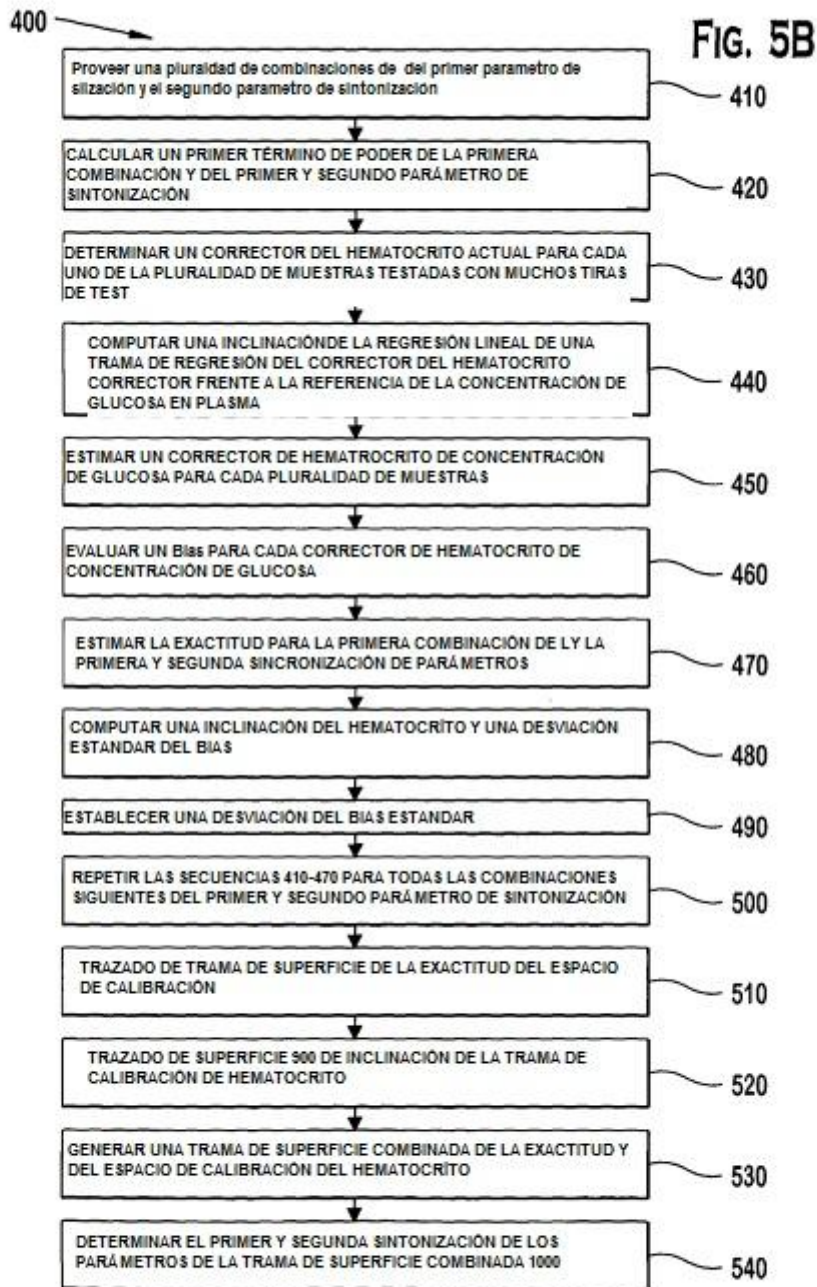 400
FIG. 5B
Proveer una pluraldad de combinaciones de del primer parametro de
slización y el segundo parametro de sintonización
410
CALCULAR UN PRIMER TÉRMINO DE PODER DE LA PRIMERA
COMBINACIÓN Y DEL PRIMER Y SEGUNDO PARÁMETRO DE
SINTONIZACIÓN
420
DETERMINAR UN CORRECTOR DEL HEMATOCRITO ACTUAL PARA CADA
UNO DE LA PLURALIDAD DE MUESTRAS TESTADAS CON MUCHOS TIRAS
DE TEST
430
COMPUTAR UNA INCLINACIÓNDE LA REGRESIÓN LINEAL DE UNA
TRAMA DE REGRESIÓN DEL CORRECTOR DEL HEMATOCRITO
CORRECTOR FRENTE A LA REFERENCIA DE LA CONCENTRACIÓN DE
GLUCOSA EN PLASMA
440
ESTIMAR UN CORRECTOR DE HEMATROCRITO DE CONCENTRACIÓN
DE GLUCOSA PARA CADA PLURALIDAD DE MUESTRAS
450
EVALUAR UN Bias PARA CADA CORRECTOR DE HEMATOCRITO DE
CONCENTRACIÓN DE GLUCOSA
460
ESTIMAR LA EXACTITUD PARA LA PRIMERA COMBINACIÓN DE LY LA
PRIMERA Y SEGUNDA SINCRONIZACIÓN DE PARÁMETROS
470
COMPUTAR UNA INCLINACIÓN DEL HEMATOCRÍTO Y UNA DESVIACIÓN
ESTANDAR DEL BIAS
480
ESTABLECER UNA DESVIACIÓN DEL BIAS ESTANDAR
490
REPETIR LAS SECUENCIAS 410-470 PARA TODAS LAS COMBINACIONES
SIGUIENTES DEL PRIMER Y SEGUNDO PARÁMETRO DE SINTONIZACIÓN
500
TRAZADO DE TRAMA DE SUPERFICIE DE LA EXACTITUD DEL ESPACIO
DE CALIBRACIÓN
510
TRAZADO DE SUPERFICIE 900 DE INCLINACIÓN DE LA TRAMA DE
CALIBRACIÓN DE HEMATOCRITO
520
GENERAR UNA TRAMA DE SUPERFICIE COMBINADA DE LA EXACTITUD Y
DEL ESPACIO DE CALIBRACIÓN DEL HEMATOCRÍTO
530
DETERMINAR EL PRIMER Y SEGUNDA SINTONIZACIÓN DE LOS
PARÁMETROS DE LA TRAMA DE SUPERFICIE COMBINADA 1000
540